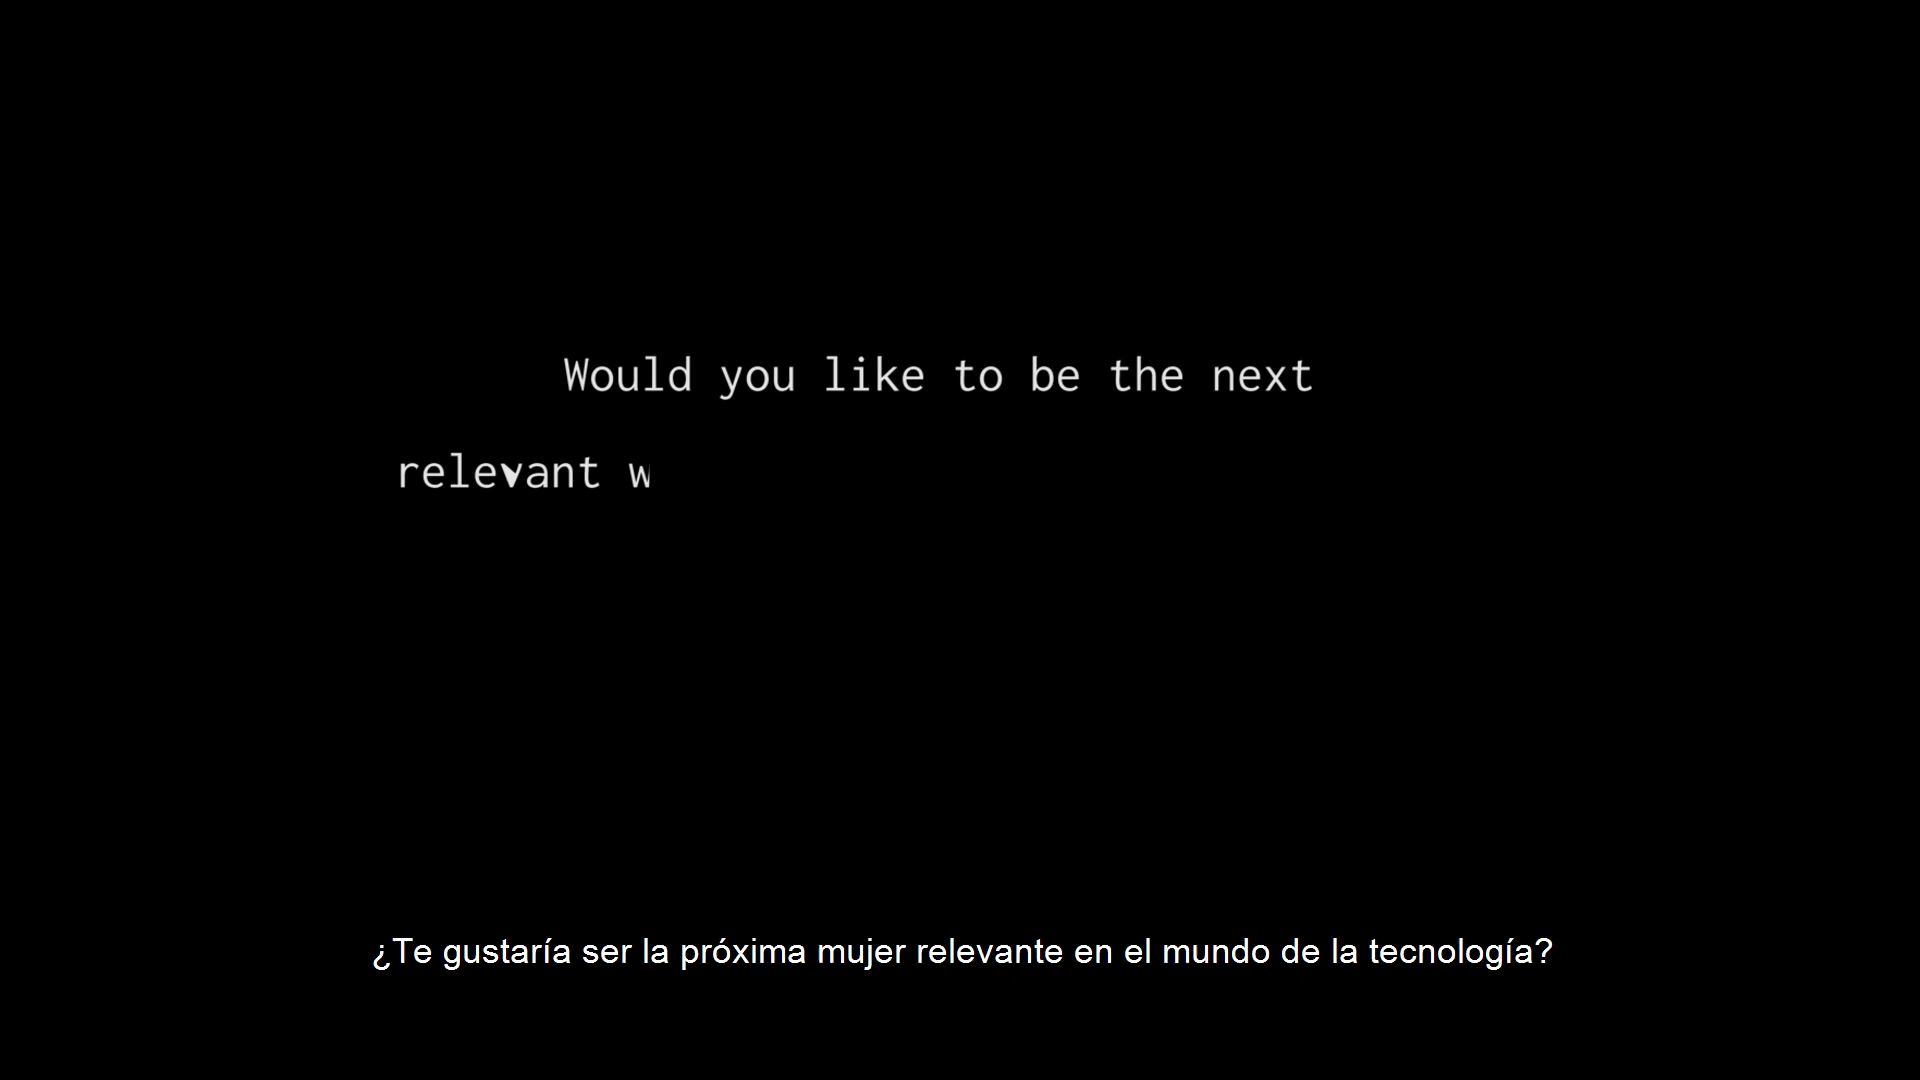 Would you like to be the next
relevant w
¿Te gustaría ser la próxima mujer relevante en el mundo de la tecnología?